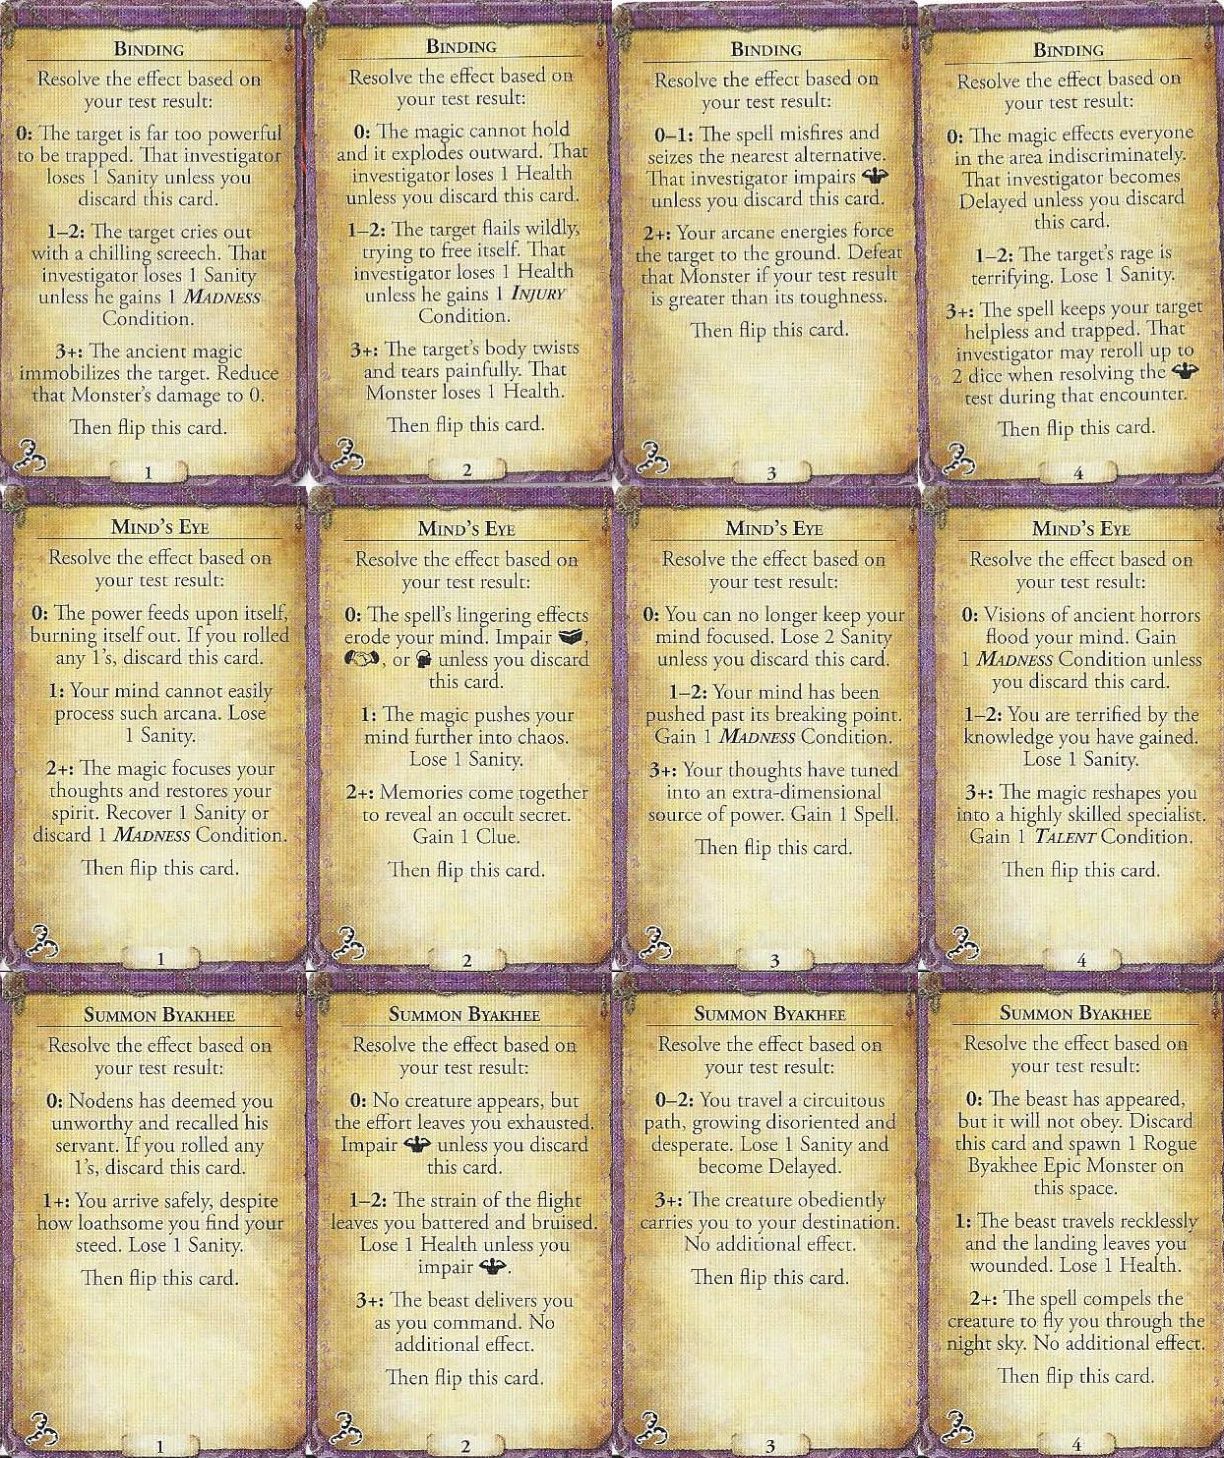 BINDING
Resolve the effect based on
your test result:
0: The target is far too powerful
to be trapped. That investigator
loses 1 Sanity unless you
discard this card.
1–2: The target cries out
with a chilling screech. That
investigator loses 1 Sanity
unless he gains 1 MADNESS
Condition.
3+: The ancient magic
immobilizes the target. Reduce
that Monster's damage to 0.
Then flip this card.
1
BINDING
Resolve the effect based on
your test result:
0: The magic cannot hold
and it explodes outward. That
investigator loses 1 Health
unless you discard this card.
1–2: The target flails wildly,
trying to free itself. That
investigator loses 1 Health
unless he gains 1 INJURY
Condition.
3+: The target's body twists
and tears painfully. That
Monster loses 1 Health.
Then flip this card.
2
BINDING
Resolve the effect based on
your test result:
0–1: The spell misfires and
seizes the nearest alternative.
That investigator impairs
unless you discard this card.
2+: Your arcane energies force
the target to the ground. Defeat
that Monster if your test result
is greater than its toughness.
Then flip this card.
3
BINDING
Resolve the effect based on
your test result:
0: The magic effects everyone
in the area indiscriminately.
That investigator becomes
Delayed unless you discard
this card.
1–2: The target's rage is
terrifying. Lose 1 Sanity.
3+: The spell keeps your target
helpless and trapped. That
investigator may reroll up to
2 dice when resolving the
test during that encounter.
Then flip this card.
4
MIND'S EYE
Resolve the effect based on
your test result:
0: The power feeds upon itself,
burning itself out. If you rolled
any 1's, discard this card.
1: Your mind cannot easily
process such arcana. Lose
1 Sanity.
2+: The magic focuses your
thoughts and restores your
spirit. Recover 1 Sanity or
discard 1 MADNESS Condition.
Then flip this card.
1
MIND'S EYE
Resolve the effect based on
your test result:
0: The spell's lingering effects
erode your mind. Impair ,
, or unless you discard
this card.
1: The magic pushes your
mind further into chaos.
Lose 1 Sanity.
2+: Memories come together
to reveal an occult secret.
Gain 1 Clue.
Then flip this card.
2
MIND'S EYE
Resolve the effect based on
your test result:
0: You can no longer keep your
mind focused. Lose 2 Sanity
unless you discard this card.
1–2: Your mind has been
pushed past its breaking point.
Gain 1 MADNESS Condition.
3+: Your thoughts have tuned
into an extra-dimensional
source of power. Gain 1 Spell.
Then flip this card.
3
MIND'S EYE
Resolve the effect based on
your test result:
0: Visions of ancient horrors
flood your mind. Gain
1 MADNESS Condition unless
you discard this card.
1–2: You are terrified by the
knowledge you have gained.
Lose 1 Sanity.
3+: The magic reshapes you
into a highly skilled specialist.
Gain 1 TALENT Condition.
Then flip this card.
4
SUMMON BYAKHEE
Resolve the effect based on
your test result:
0: Nodens has deemed you
unworthy and recalled his
servant. If you rolled any
1's, discard this card.
1+: You arrive safely, despite
how loathsome you find your
steed. Lose 1 Sanity.
Then flip this card.
1
SUMMON BYAKHEE
Resolve the effect based on
your test result:
0: No creature appears, but
the effort leaves you exhausted.
Impair unless you discard
this card.
1–2: The strain of the flight
leaves you battered and bruised.
Lose 1 Health unless you
impair .
3+: The beast delivers you
as you command. No
additional effect.
Then flip this card.
2
SUMMON BYAKHEE
Resolve the effect based on
your test result:
0–2: You travel a circuitous
path, growing disoriented and
desperate. Lose 1 Sanity and
become Delayed.
3+: The creature obediently
carries you to your destination.
No additional effect.
Then flip this card.
3
SUMMON BYAKHEE
Resolve the effect based on
your test result:
0: The beast has appeared,
but it will not obey. Discard
this card and spawn 1 Rogue
Byakhee Epic Monster on
this space.
1: The beast travels recklessly
and the landing leaves you
wounded. Lose 1 Health.
2+: The spell compels the
creature to fly you through the
night sky. No additional effect.
Then flip this card.
4